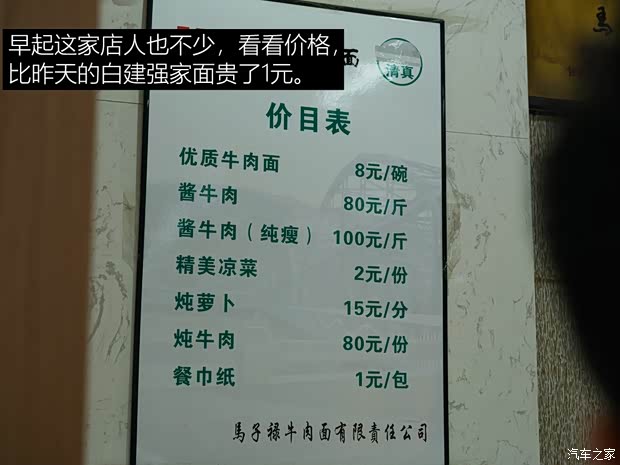 早起这家店人也不少，看看价格，
比昨天的白建强家面贵了1元。
面
清真
馬
价目表
优质牛肉面 8元/碗
酱牛肉 80元/斤
酱牛肉（纯瘦） 100元/斤
精美凉菜 2元/份
炖萝卜 15元/分
炖牛肉 80元/份
餐巾纸 1元/包
馬子禄牛肉面有限責任公司
汽车之家